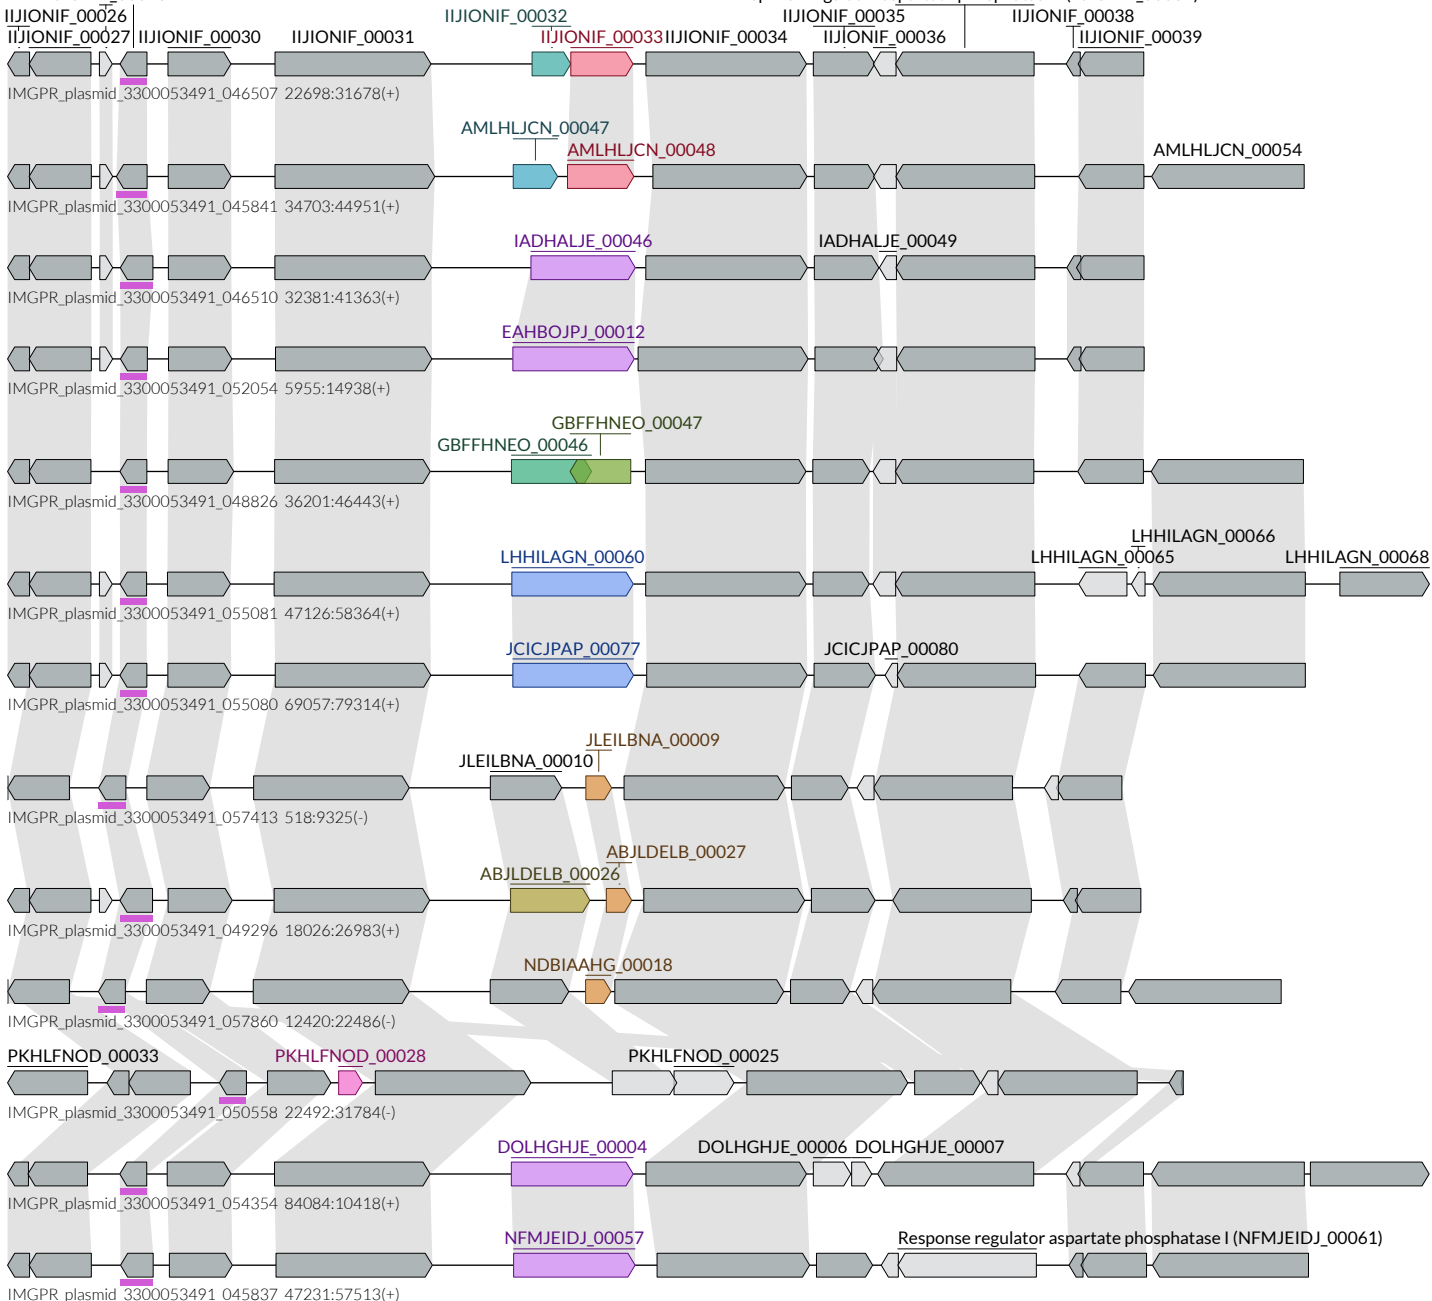 IIJIONIF_00026 IIJIONIF_00032 IIJIONIF_00035 IIJIONIF_00038
IIJIONIF_00027 IIJIONIF_00030 IIJIONIF_00031 IIJIONIF_00033 IIJIONIF_00034 IIJIONIF_00036 IIJIONIF_00039
IMGPR_plasmid_3300053491_046507 22698:31678(+)
AMLHLJCN_00047
AMLHLJCN_00048 AMLHLJCN_00054
IMGPR_plasmid_3300053491_045841 34703:44951(+)
IADHALJE_00046 IADHALJE_00049
IMGPR_plasmid_3300053491_046510 32381:41363(+)
EAHBOJPJ_00012
IMGPR_plasmid_3300053491_052054 5955:14938(+)
GBFFHNEO_00047
GBFFHNEO_00046
IMGPR_plasmid_3300053491_048826 36201:46443(+)
LHHILAGN_00066
LHHILAGN_00060 LHHILAGN_00065 LHHILAGN_00068
IMGPR_plasmid_3300053491_055081 47126:58364(+)
JCICJPAP_00077 JCICJPAP_00080
IMGPR_plasmid_3300053491_055080 69057:79314(+)
JLEILBNA_00009
JLEILBNA_00010
IMGPR_plasmid_3300053491_057413 518:9325(-)
ABJLDELB_00027
ABJLDELB_00026
IMGPR_plasmid_3300053491_049296 18026:26983(+)
NDBIAAHG_00018
IMGPR_plasmid_3300053491_057860 12420:22486(-)
PKHLFNOD_00033 PKHLFNOD_00028 PKHLFNOD_00025
IMGPR_plasmid_3300053491_050558 22492:31784(-)
DOLHGHJE_00004 DOLHGHJE_00006 DOLHGHJE_00007
IMGPR_plasmid_3300053491_054354 84084:10418(+)
NFMJEIDJ_00057 Response regulator aspartate phosphatase I (NFMJEIDJ_00061)
IMGPR_plasmid_3300053491_045837 47231:57513(+)